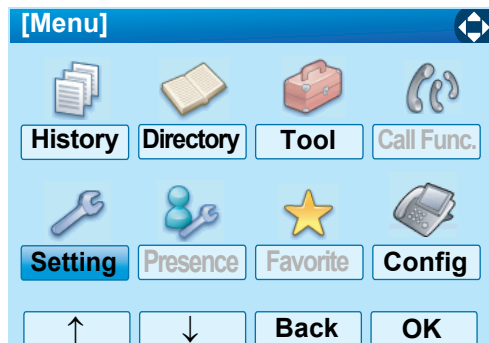 [Menu]
History Directory Tool Call Func.
Setting Presence Favorite Config
↑ ↓ Back OK